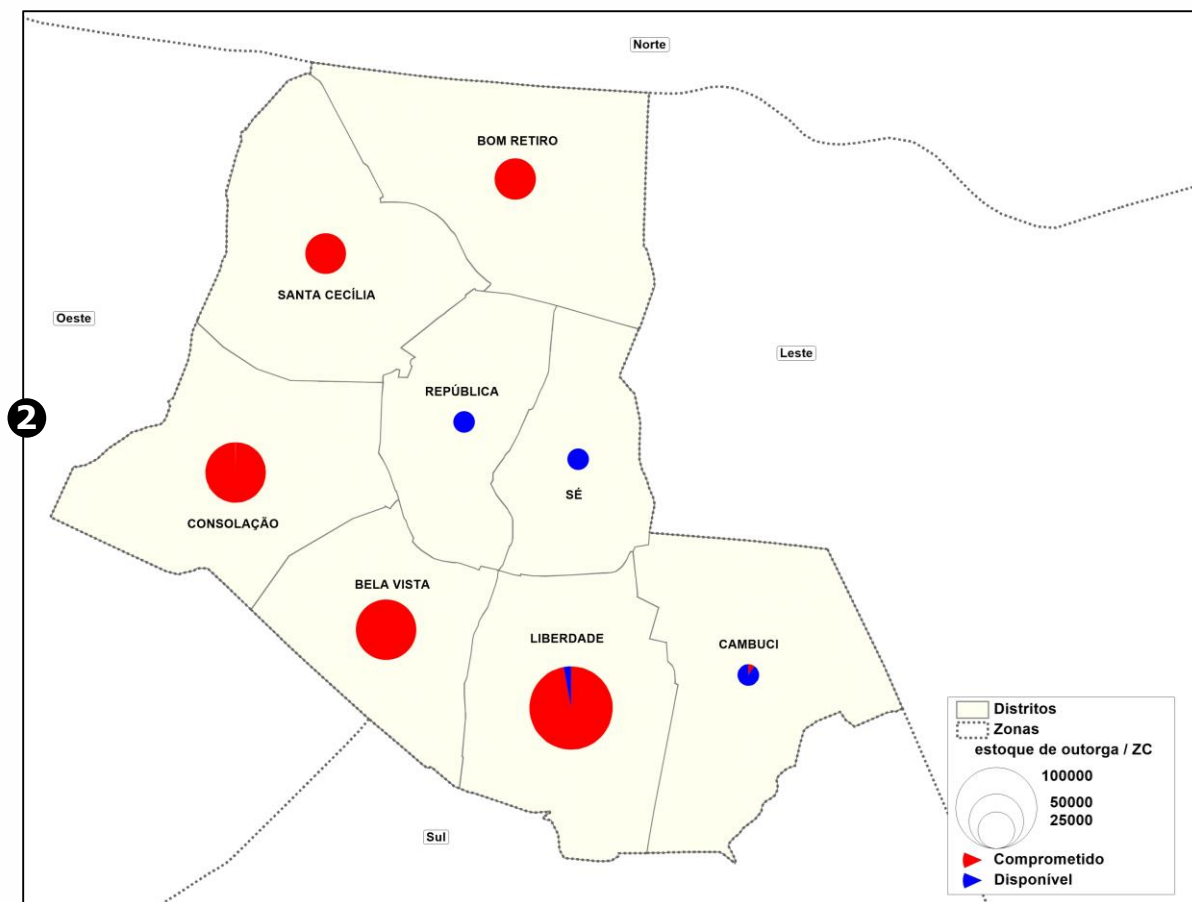 Norte
BOM RETIRO
SANTA CECÍLIA
Oeste
Leste
REPÚBLICA
2
SÉ
CONSOLAÇÃO
BELA VISTA
LIBERDADE
CAMBUCI
Sul
Distritos
Zonas
estoque de outorga / ZC
100000
50000
25000
Comprometido
Disponível